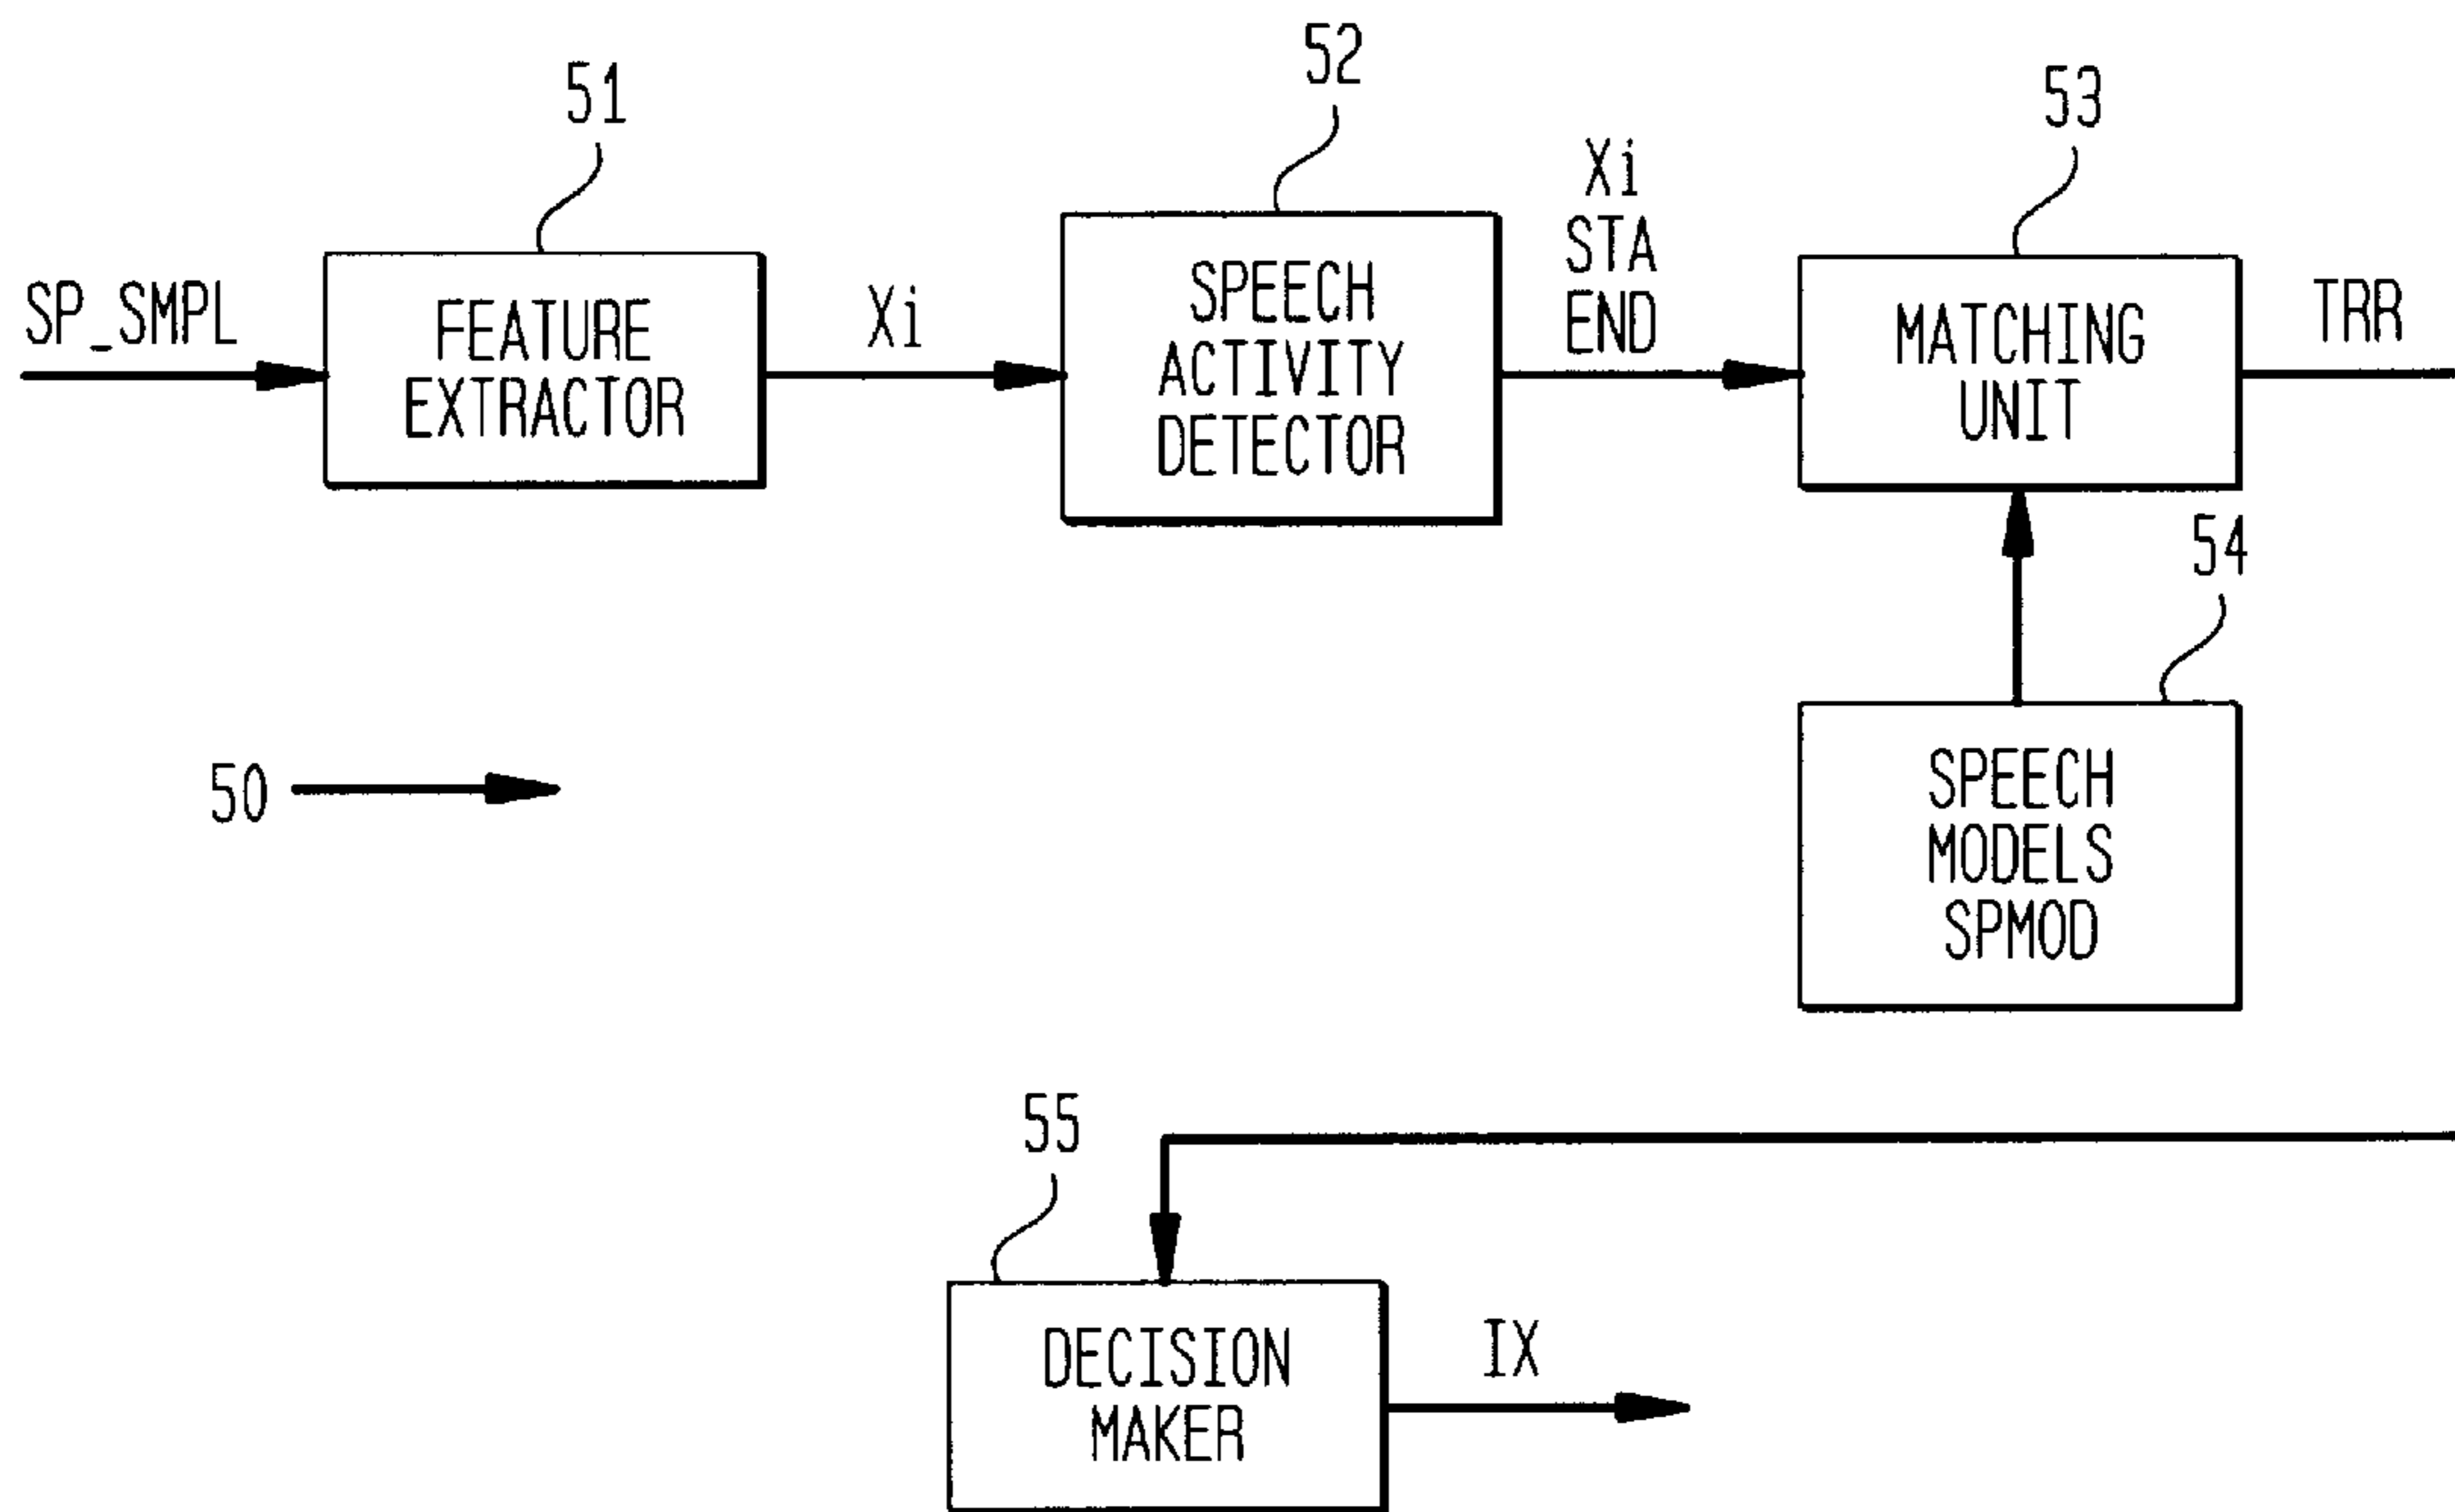 51
52
53
SP_SMPL
FEATURE
EXTRACTOR
Xi
SPEECH
ACTIVITY
DETECTOR
Xi
STA
END
MATCHING
UNIT
TRR
54
SPEECH
MODELS
SPMOD
50
55
DECISION
MAKER
IX